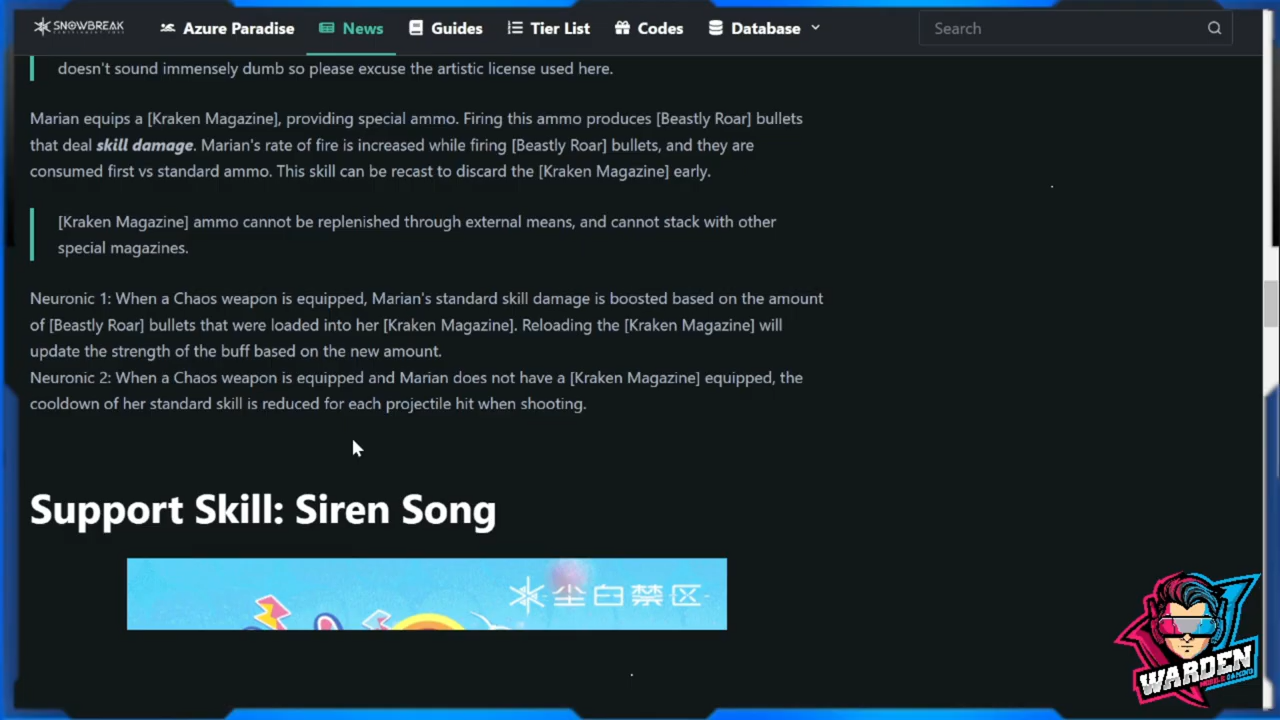 SNOWBREAK
CONTAINMENT ZONE
Azure Paradise
News
Guides
Tier List
Codes
Database
Search
doesn't sound immensely dumb so please excuse the artistic license used here.
Marian equips a [Kraken Magazine], providing special ammo. Firing this ammo produces [Beastly Roar] bullets
that deal skill damage. Marian's rate of fire is increased while firing [Beastly Roar] bullets, and they are
consumed first vs standard ammo. This skill can be recast to discard the [Kraken Magazine] early.
[Kraken Magazine] ammo cannot be replenished through external means, and cannot stack with other
special magazines.
Neuronic 1: When a Chaos weapon is equipped, Marian's standard skill damage is boosted based on the amount
of [Beastly Roar] bullets that were loaded into her [Kraken Magazine]. Reloading the [Kraken Magazine] will
update the strength of the buff based on the new amount.
Neuronic 2: When a Chaos weapon is equipped and Marian does not have a [Kraken Magazine] equipped, the
cooldown of her standard skill is reduced for each projectile hit when shooting.
Support Skill: Siren Song
尘白禁区
WARDEN
MOBILE GAMING